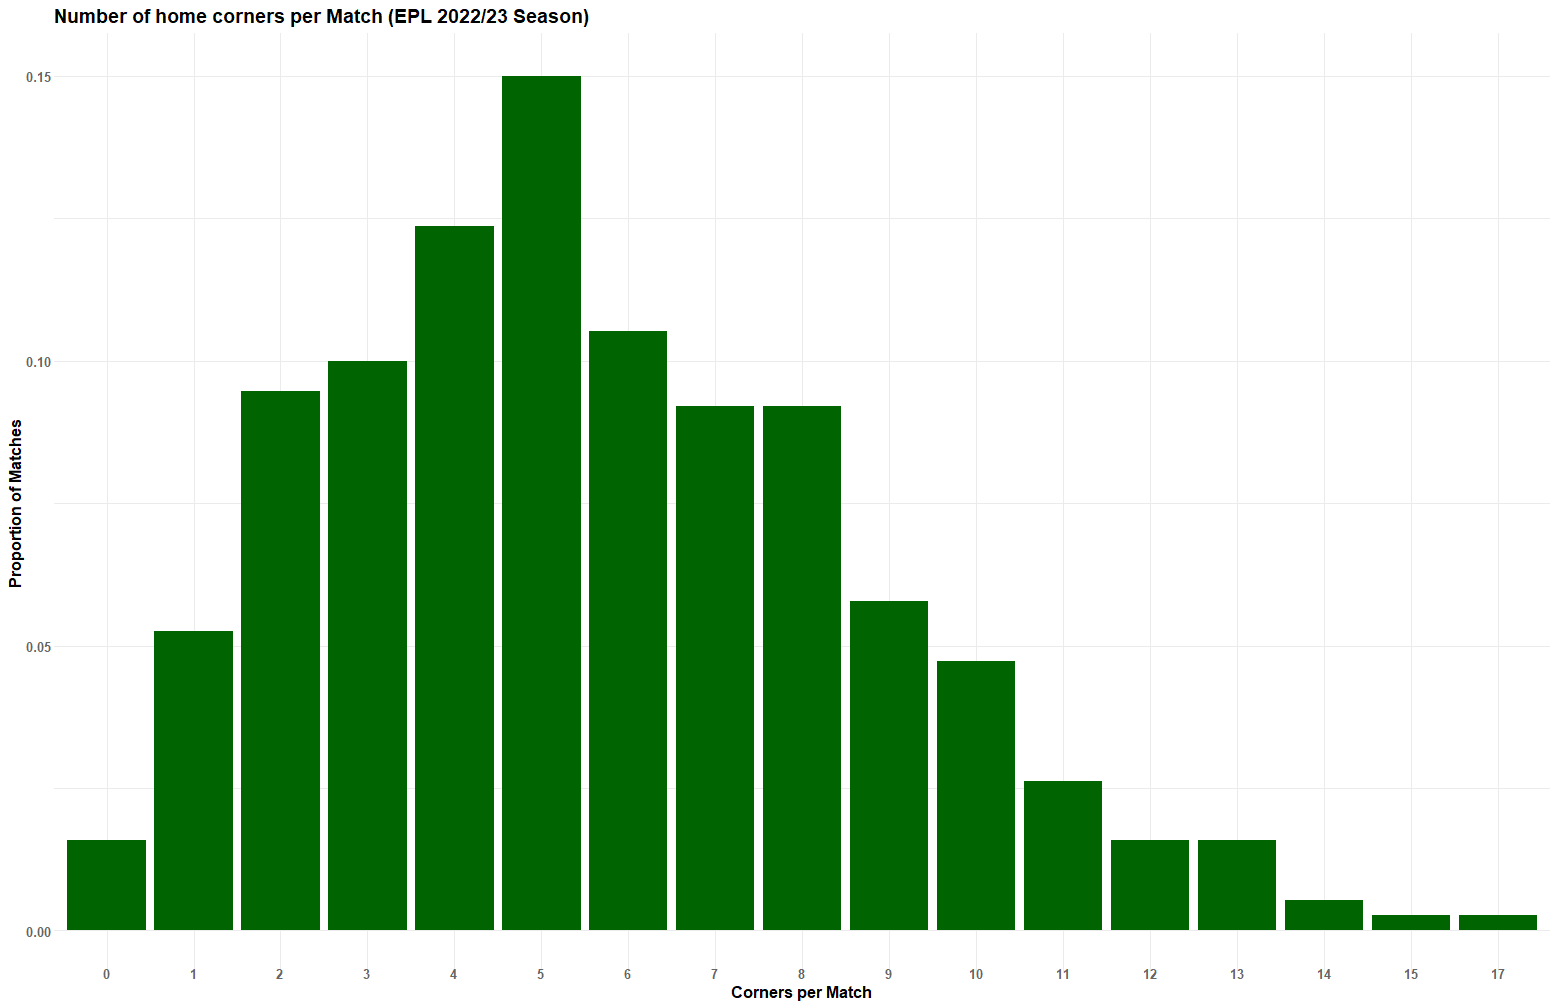 Number of home corners per Match (EPL 2022/23 Season)
0.15
0.10
0.05
0.00
Proportion of Matches
0 1 2 3 4 5 6 7 8 9 10 11 12 13 14 15 17
Corners per Match